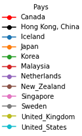 Pays
Canada
Hong Kong, China
Iceland
Japan
Korea
Malaysia
Netherlands
New_Zealand
Singapore
Sweden
United_Kingdom
United_States